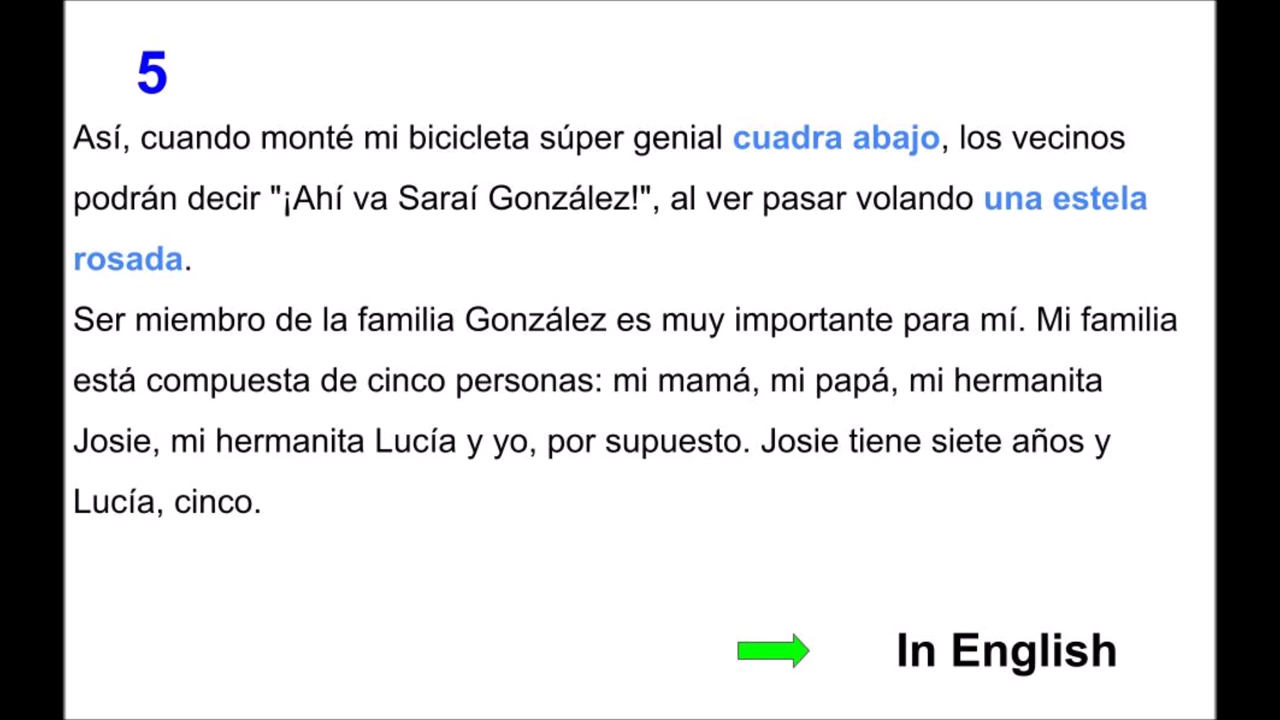 5
Así, cuando monté mi bicicleta súper genial cuadra abajo, los vecinos
podrán decir "¡Ahí va Saraí González!", al ver pasar volando una estela
rosada.
Ser miembro de la familia González es muy importante para mí. Mi familia
está compuesta de cinco personas: mi mamá, mi papá, mi hermanita
Josie, mi hermanita Lucía y yo, por supuesto. Josie tiene siete años y
Lucía, cinco.
In English